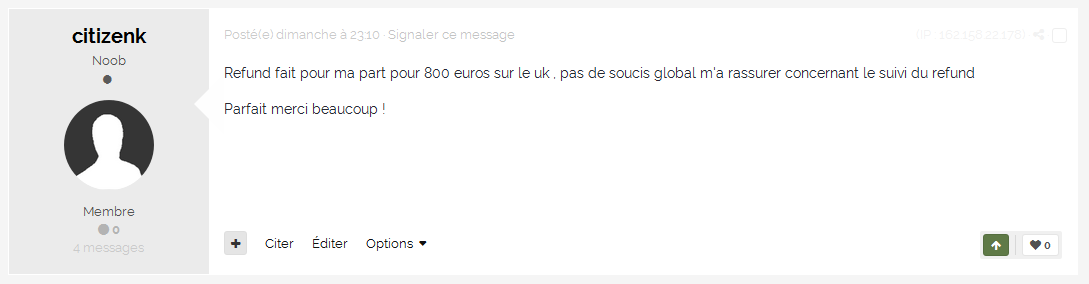 citizenk
Noob
Membre
0
4 messages
Posté(e) dimanche à 23:10 · Signaler ce message
(IP : 162.158.22.178)
Refund fait pour ma part pour 800 euros sur le uk , pas de soucis global m'a rassurer concernant le suivi du refund
Parfait merci beaucoup !
+ Citer Éditer Options
0